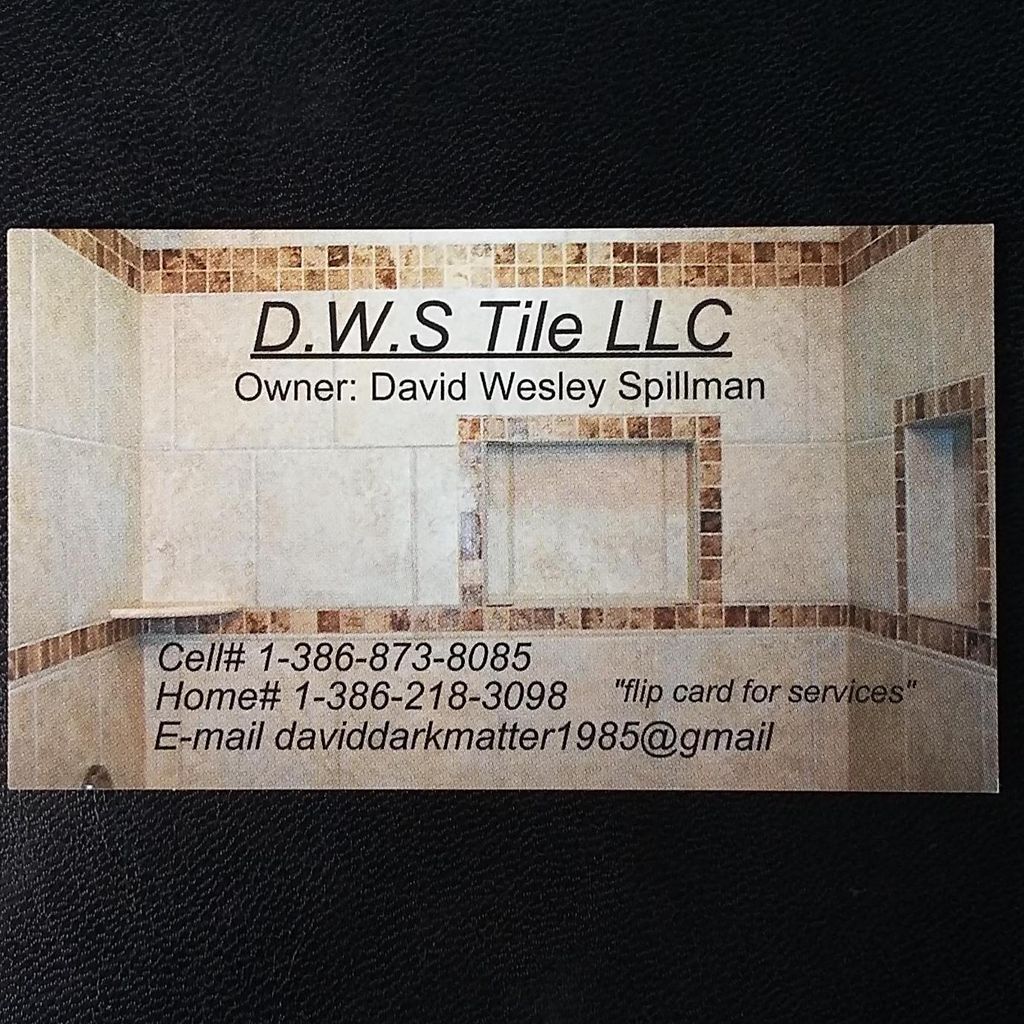 D.W.S Tile LLC
Owner: David Wesley Spillman
Cell# 1-386-873-8085
Home# 1-386-218-3098
"flip card for services"
E-mail daviddarkmatter1985@gmail